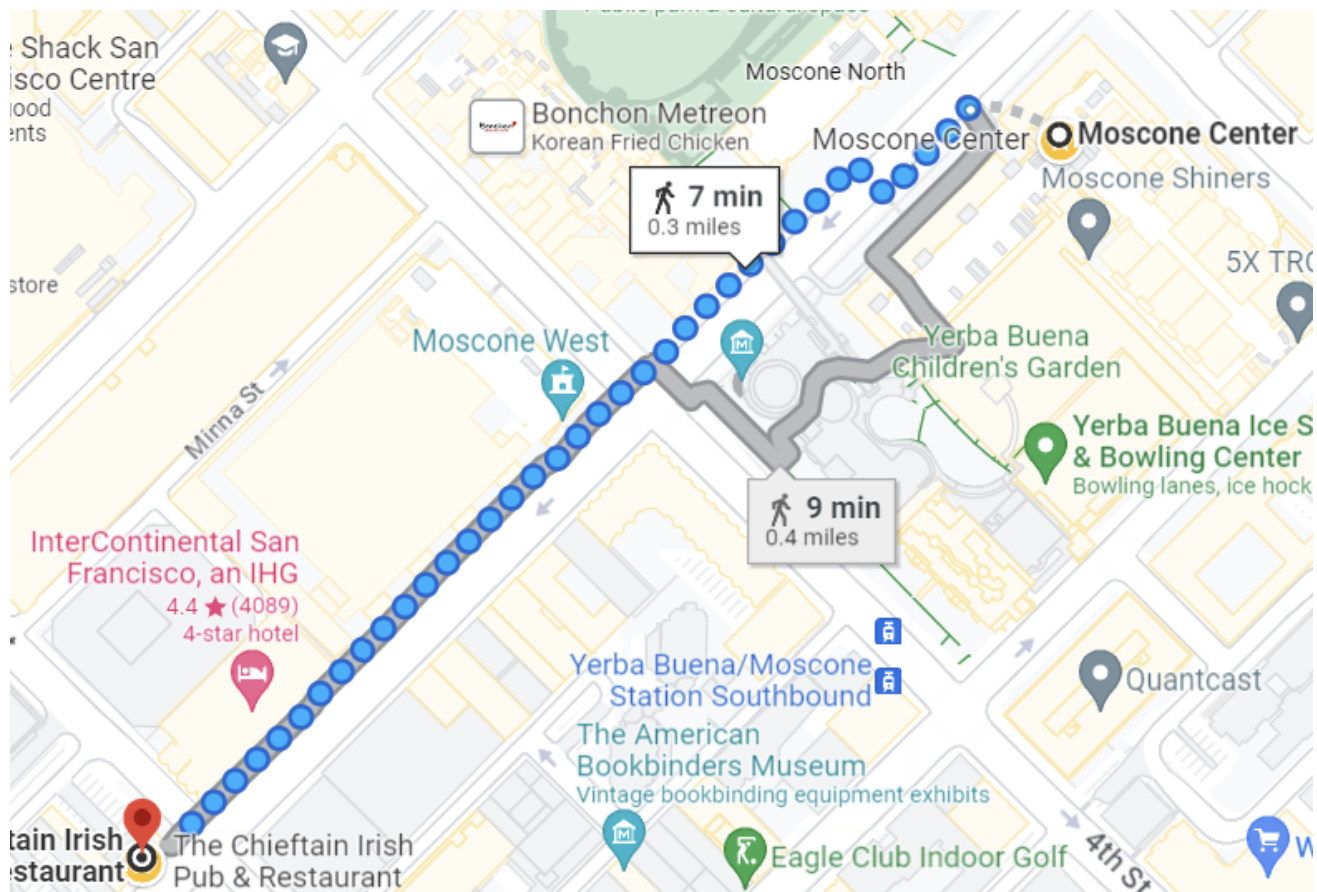 Shack San
isco Centre
good
ents
Moscone North
Bonchon Metreon
Korean Fried Chicken
Moscone Center
Moscone Center
Moscone Shiners
7 min
0.3 miles
5X TRO
store
Moscone West
Yerba Buena
Children's Garden
Minna St
Yerba Buena Ice S
& Bowling Center
Bowling lanes, ice hock
9 min
0.4 miles
InterContinental San
Francisco, an IHG
4.4 ★ (4089)
4-star hotel
Yerba Buena/Moscone
Station Southbound
Quantcast
The American
Bookbinders Museum
Vintage bookbinding equipment exhibits
tain Irish
estaurant
The Chieftain Irish
Pub & Restaurant
Eagle Club Indoor Golf
4th St
W